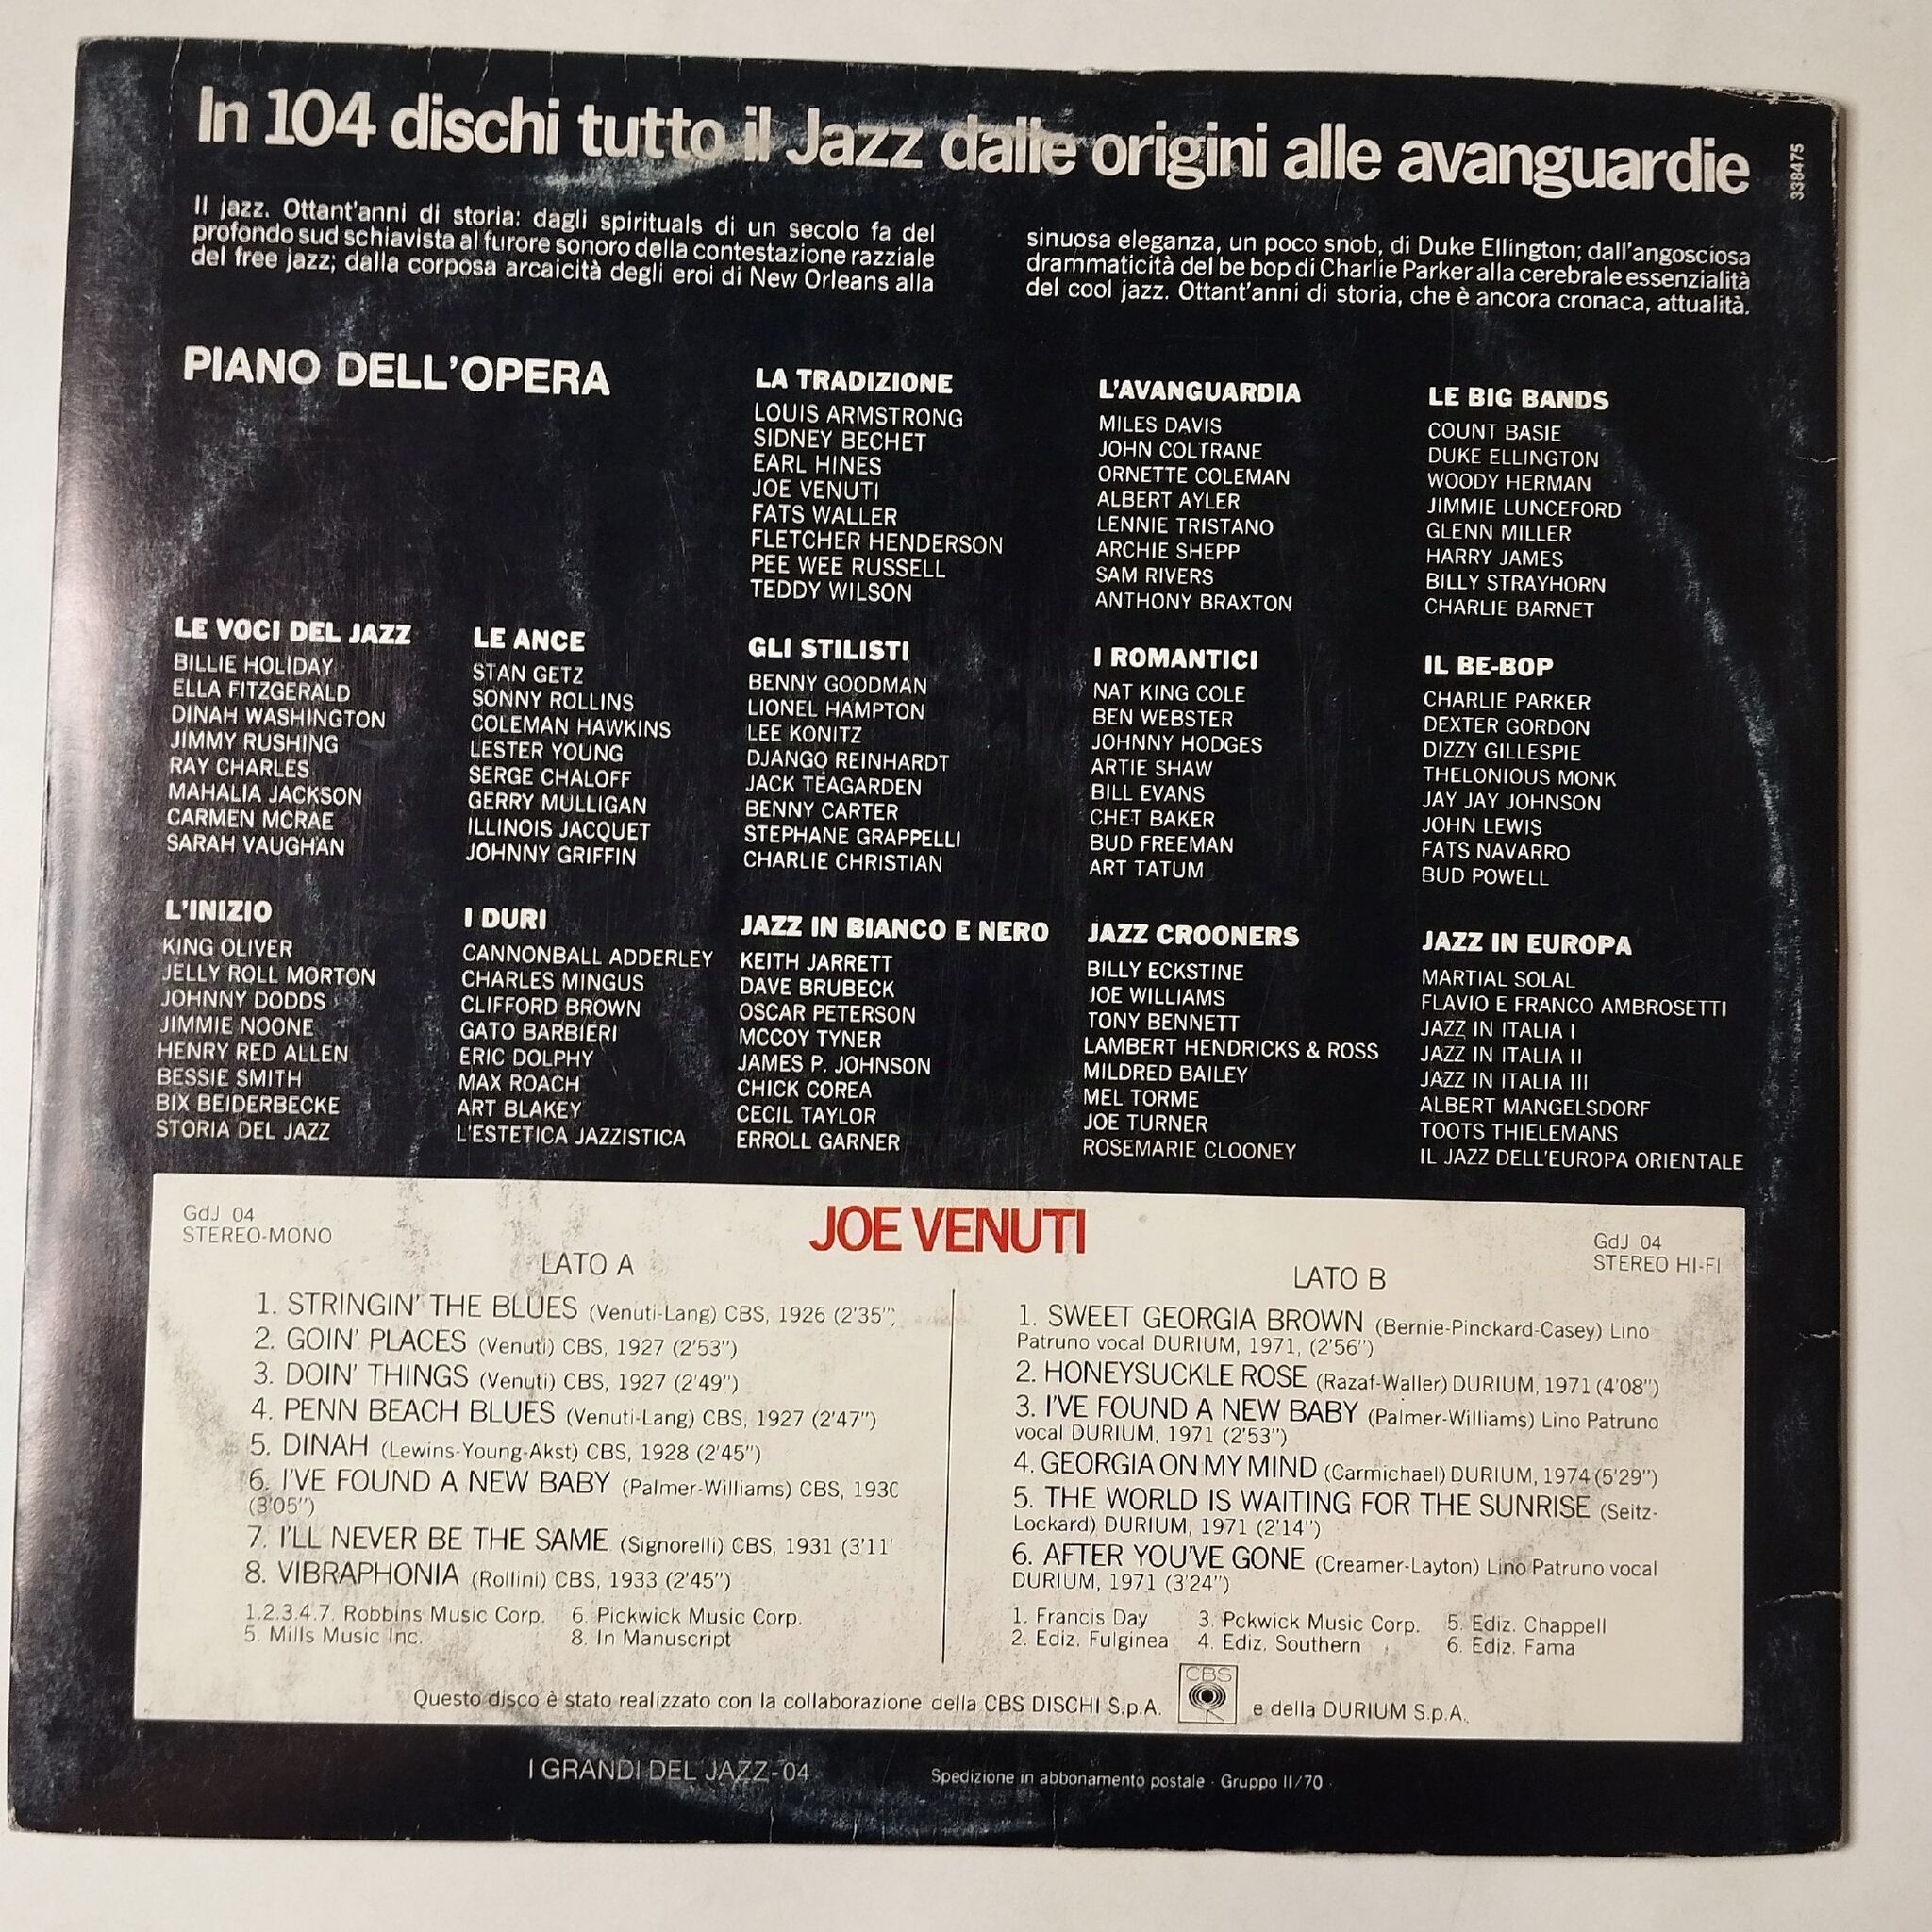 In 104 dischi tutto il Jazz dalle origini alle avanguardie
338475
Il jazz. Ottant'anni di storia: dagli spirituals di un secolo fa del
profondo sud schiavista al furore sonoro della contestazione razziale
del free jazz; dalla corposa arcaicità degli eroi di New Orleans alla
sinuosa eleganza, un poco snob, di Duke Ellington; dall'angosciosa
drammaticità del be bop di Charlie Parker alla cerebrale essenzialità
del cool jazz. Ottant'anni di storia, che è ancora cronaca, attualità.
PIANO DELL'OPERA
LA TRADIZIONE
LOUIS ARMSTRONG
SIDNEY BECHET
EARL HINES
JOE VENUTI
FATS WALLER
FLETCHER HENDERSON
PEE WEE RUSSELL
TEDDY WILSON
L'AVANGUARDIA
MILES DAVIS
JOHN COLTRANE
ORNETTE COLEMAN
ALBERT AYLER
LENNIE TRISTANO
ARCHIE SHEPP
SAM RIVERS
ANTHONY BRAXTON
LE BIG BANDS
COUNT BASIE
DUKE ELLINGTON
WOODY HERMAN
JIMMIE LUNCEFORD
GLENN MILLER
HARRY JAMES
BILLY STRAYHORN
CHARLIE BARNET
LE VOCI DEL JAZZ
BILLIE HOLIDAY
ELLA FITZGERALD
DINAH WASHINGTON
JIMMY RUSHING
RAY CHARLES
MAHALIA JACKSON
CARMEN MCRAE
SARAH VAUGHAN
LE ANCE
STAN GETZ
SONNY ROLLINS
COLEMAN HAWKINS
LESTER YOUNG
SERGE CHALOFF
GERRY MULLIGAN
ILLINOIS JACQUET
JOHNNY GRIFFIN
GLI STILISTI
BENNY GOODMAN
LIONEL HAMPTON
LEE KONITZ
DJANGO REINHARDT
JACK TEAGARDEN
BENNY CARTER
STEPHANE GRAPPELLI
CHARLIE CHRISTIAN
I ROMANTICI
NAT KING COLE
BEN WEBSTER
JOHNNY HODGES
ARTIE SHAW
BILL EVANS
CHET BAKER
BUD FREEMAN
ART TATUM
IL BE-BOP
CHARLIE PARKER
DEXTER GORDON
DIZZY GILLESPIE
THELONIOUS MONK
JAY JAY JOHNSON
JOHN LEWIS
FATS NAVARRO
BUD POWELL
L'INIZIO
KING OLIVER
JELLY ROLL MORTON
JOHNNY DODDS
JIMMIE NOONE
HENRY RED ALLEN
BESSIE SMITH
BIX BEIDERBECKE
STORIA DEL JAZZ
I DURI
CANNONBALL ADDERLEY
CHARLES MINGUS
CLIFFORD BROWN
GATO BARBIERI
ERIC DOLPHY
MAX ROACH
ART BLAKEY
L'ESTETICA JAZZISTICA
JAZZ IN BIANCO E NERO
KEITH JARRETT
DAVE BRUBECK
OSCAR PETERSON
MCCOY TYNER
JAMES P. JOHNSON
CHICK COREA
CECIL TAYLOR
ERROLL GARNER
JAZZ CROONERS
BILLY ECKSTINE
JOE WILLIAMS
TONY BENNETT
LAMBERT HENDRICKS & ROSS
MILDRED BAILEY
MEL TORME
JOE TURNER
ROSEMARIE CLOONEY
JAZZ IN EUROPA
MARTIAL SOLAL
FLAVIO E FRANCO AMBROSETTI
JAZZ IN ITALIA I
JAZZ IN ITALIA II
JAZZ IN ITALIA III
ALBERT MANGELSDORF
TOOTS THIELEMANS
IL JAZZ DELL'EUROPA ORIENTALE
GdJ 04
STEREO-MONO
JOE VENUTI
GdJ 04
STEREO HI-FI
LATO A
1. STRINGIN' THE BLUES (Venuti-Lang) CBS, 1926 (2'35")
2. GOIN' PLACES (Venuti) CBS, 1927 (2'53")
3. DOIN' THINGS (Venuti) CBS, 1927 (2'49")
4. PENN BEACH BLUES (Venuti-Lang) CBS, 1927 (2'47")
5. DINAH (Lewins-Young-Akst) CBS, 1928 (2'45")
6. I'VE FOUND A NEW BABY (Palmer-Williams) CBS, 1930
(3'05")
7. I'LL NEVER BE THE SAME (Signorelli) CBS, 1931 (3'11'
8. VIBRAPHONIA (Rollini) CBS, 1933 (2'45")
1.2.3.4.7. Robbins Music Corp. 6. Pickwick Music Corp.
5. Mills Music Inc. 8. In Manuscript
LATO B
1. SWEET GEORGIA BROWN (Bernie-Pinckard-Casey) Lino
Patruno vocal DURIUM, 1971, (2'56")
2. HONEYSUCKLE ROSE (Razaf-Waller) DURIUM, 1971 (4'08")
3. I'VE FOUND A NEW BABY (Palmer-Williams) Lino Patruno
vocal DURIUM, 1971 (2'53")
4. GEORGIA ON MY MIND (Carmichael) DURIUM, 1974 (5'29")
5. THE WORLD IS WAITING FOR THE SUNRISE (Seitz-
Lockard) DURIUM, 1971 (2'14")
6. AFTER YOU'VE GONE (Creamer-Layton) Lino Patruno vocal
DURIUM, 1971 (3'24")
1. Francis Day 3. Pckwick Music Corp. 5. Ediz. Chappell
2. Ediz. Fulginea 4. Ediz. Southern 6. Ediz. Fama
Questo disco è stato realizzato con la collaborazione della CBS DISCHI S.p.A. CBS e della DURIUM S.p.A.
I GRANDI DEL JAZZ-04
Spedizione in abbonamento postale · Gruppo II/70